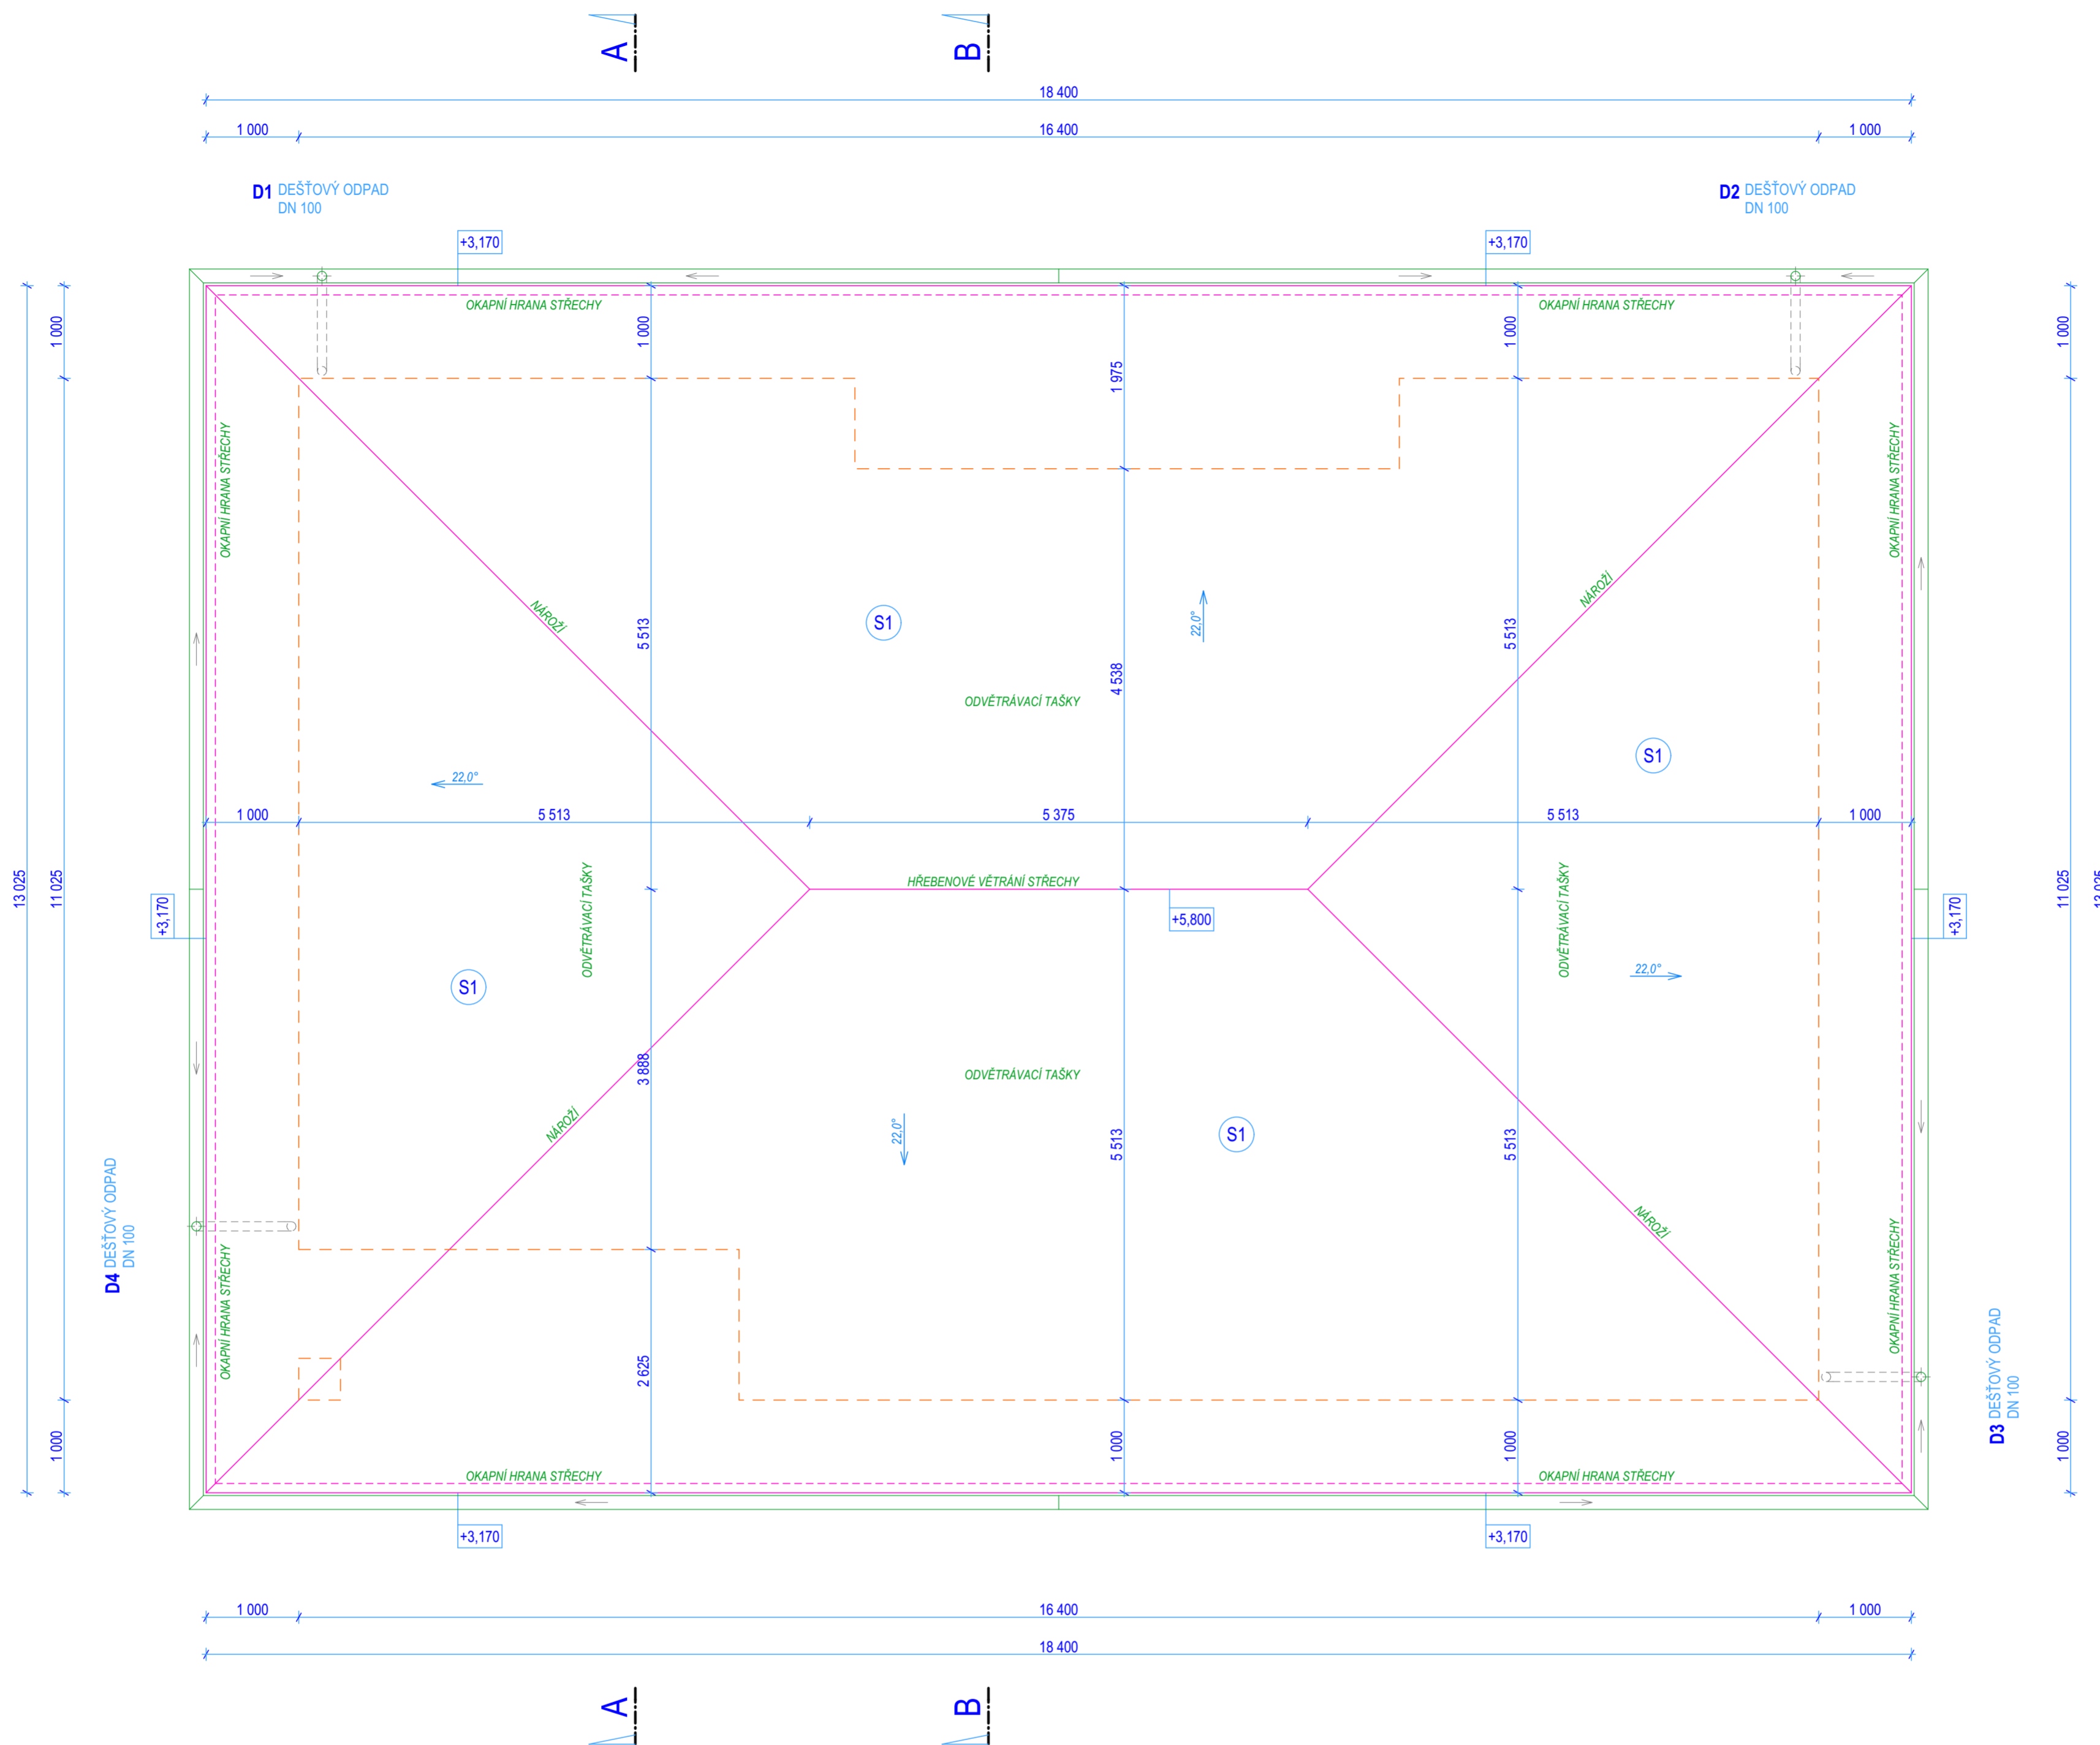 A
B
18 400
1 000
16 400
1 000
D1 DEŠŤOVÝ ODPAD
DN 100
D2 DEŠŤOVÝ ODPAD
DN 100
+3,170
+3,170
OKAPNÍ HRANA STŘECHY
OKAPNÍ HRANA STŘECHY
1 000
1 000
1 975
1 000
1 000
OKAPNÍ HRANA STŘECHY
OKAPNÍ HRANA STŘECHY
NÁROŽÍ
NÁROŽÍ
5 513
S1
22,0°
5 513
4 538
ODVĚTRÁVACÍ TAŠKY
S1
22,0°
1 000
5 513
5 375
5 513
1 000
13 025
11 025
HŘEBENOVÉ VĚTRÁNÍ STŘECHY
11 025
13 025
+3,170
ODVĚTRÁVACÍ TAŠKY
+5,800
ODVĚTRÁVACÍ TAŠKY
+3,170
S1
22,0°
3 888
ODVĚTRÁVACÍ TAŠKY
NÁROŽÍ
22,0°
5 513
S1
5 513
NÁROŽÍ
D4 DEŠŤOVÝ ODPAD
DN 100
OKAPNÍ HRANA STŘECHY
OKAPNÍ HRANA STŘECHY
D3 DEŠŤOVÝ ODPAD
DN 100
2 625
1 000
1 000
1 000
1 000
OKAPNÍ HRANA STŘECHY
OKAPNÍ HRANA STŘECHY
+3,170
+3,170
1 000
16 400
1 000
18 400
A
B